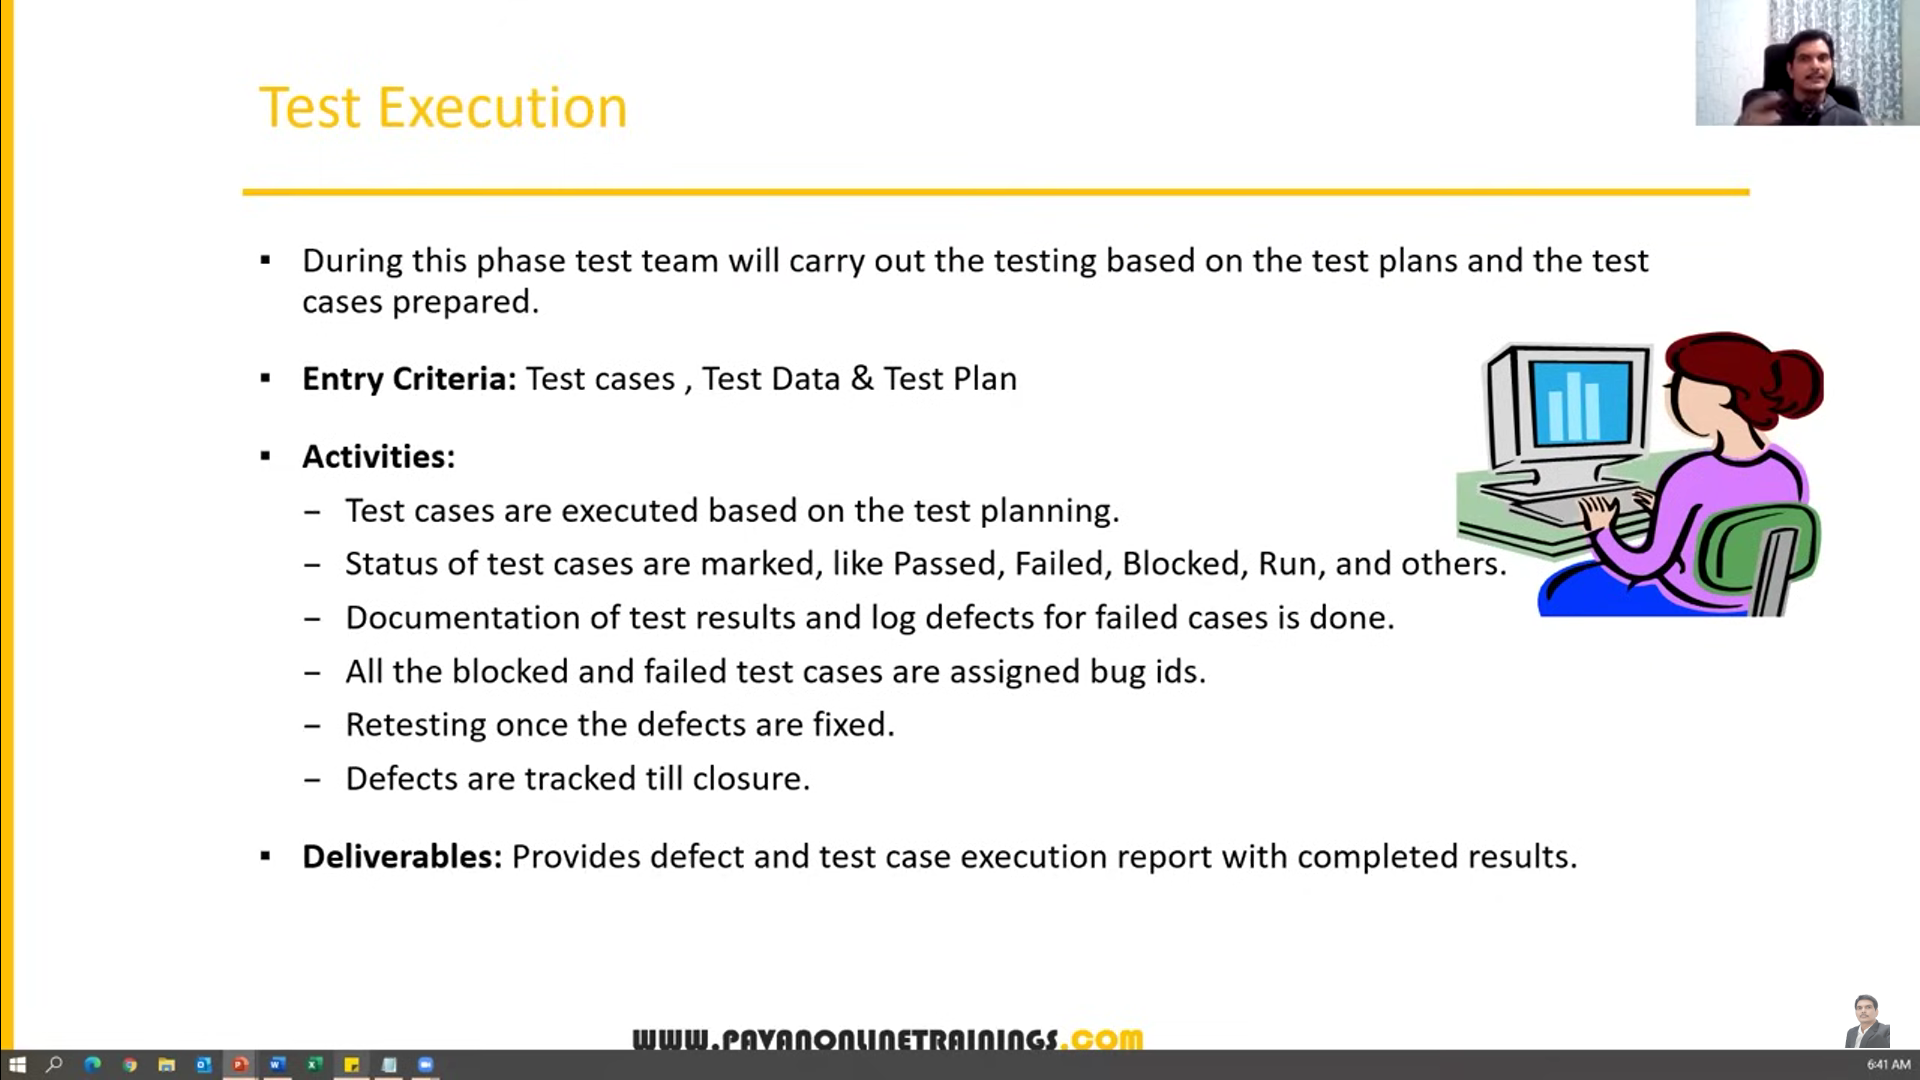 Test Execution
▪ During this phase test team will carry out the testing based on the test plans and the test
cases prepared.
▪ Entry Criteria: Test cases , Test Data & Test Plan
▪ Activities:
– Test cases are executed based on the test planning.
– Status of test cases are marked, like Passed, Failed, Blocked, Run, and others.
– Documentation of test results and log defects for failed cases is done.
– All the blocked and failed test cases are assigned bug ids.
– Retesting once the defects are fixed.
– Defects are tracked till closure.
▪ Deliverables: Provides defect and test case execution report with completed results.
WWW.PAVANONLINETRAININGS.COM
6:41 AM